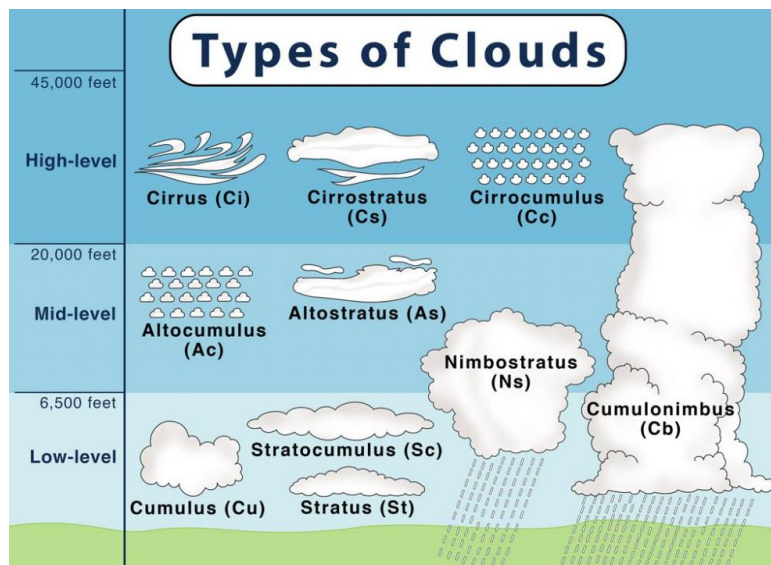 Types of Clouds
45,000 feet
High-level
Cirrus (Ci)
Cirrostratus
(Cs)
Cirrocumulus
(Cc)
20,000 feet
Mid-level
Altocumulus
(Ac)
Altostratus (As)
Nimbostratus
(Ns)
6,500 feet
Low-level
Cumulonimbus
(Cb)
Stratocumulus (Sc)
Cumulus (Cu)
Stratus (St)